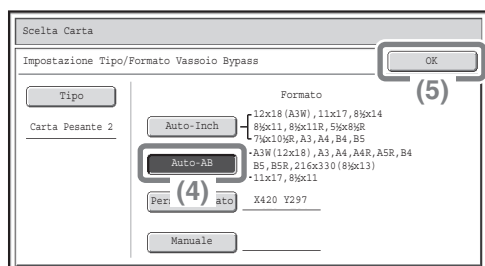 Scelta Carta
Impostazione Tipo/Formato Vassoio Bypass
OK
(5)
Tipo
Carta Pesante 2
Formato
Auto-Inch
12x18(A3W),11x17,8½x14
8½x11,8½x11R,5½x8½R
7¼x10½R,A3,A4,B4,B5
Auto-AB
A3W(12x18),A3,A4,A4R,A5R,B4
B5,B5R,216x330(8½x13)
11x17,8½x11
(4)
X420 Y297
Manuale